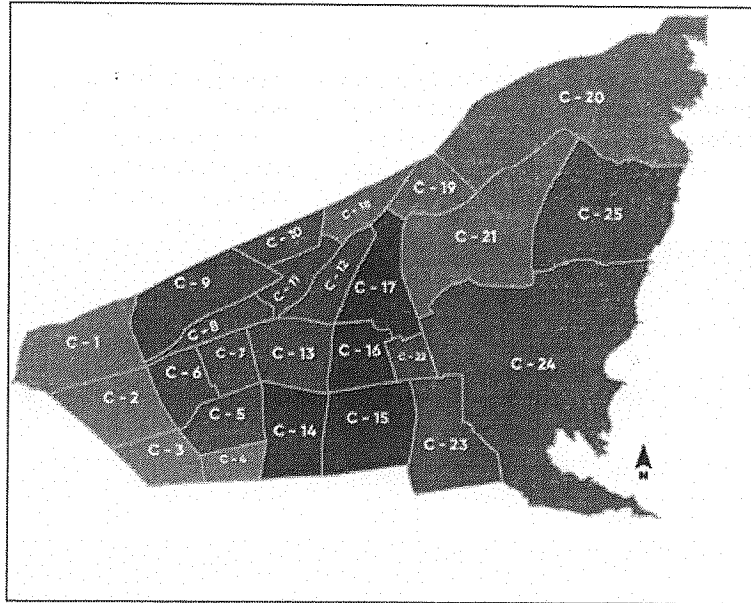 C - 20
C - 19
C - 18
C - 25
C - 10
C - 21
C - 12
C - 9
C - 11
C - 17
C - 8
C - 1
C - 7
C - 13
C - 16
C - 22
C - 6
C - 24
C - 2
C - 5
C - 15
C - 14
C - 3
C - 4
C - 23
N